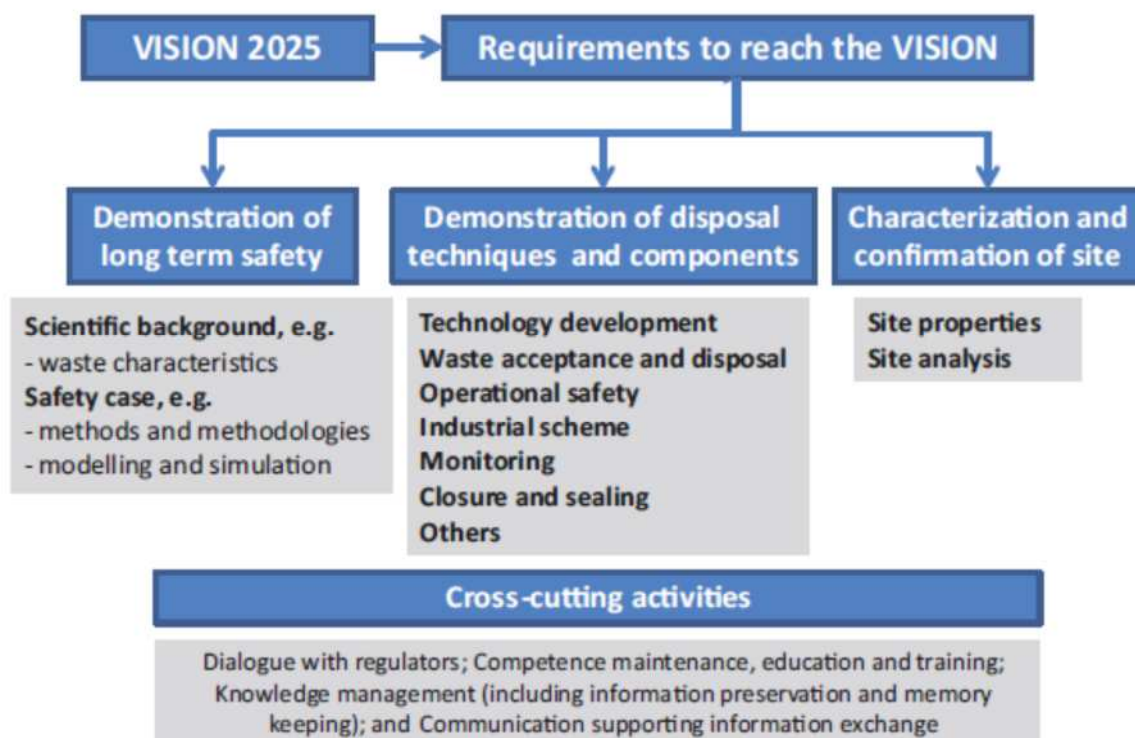 VISION 2025
Requirements to reach the VISION
Demonstration of
long term safety
Scientific background, e.g.
- waste characteristics
Safety case, e.g.
- methods and methodologies
- modelling and simulation
Demonstration of disposal
techniques and components
Technology development
Waste acceptance and disposal
Operational safety
Industrial scheme
Monitoring
Closure and sealing
Others
Characterization and
confirmation of site
Site properties
Site analysis
Cross-cutting activities
Dialogue with regulators; Competence maintenance, education and training;
Knowledge management (including information preservation and memory
keeping); and Communication supporting information exchange